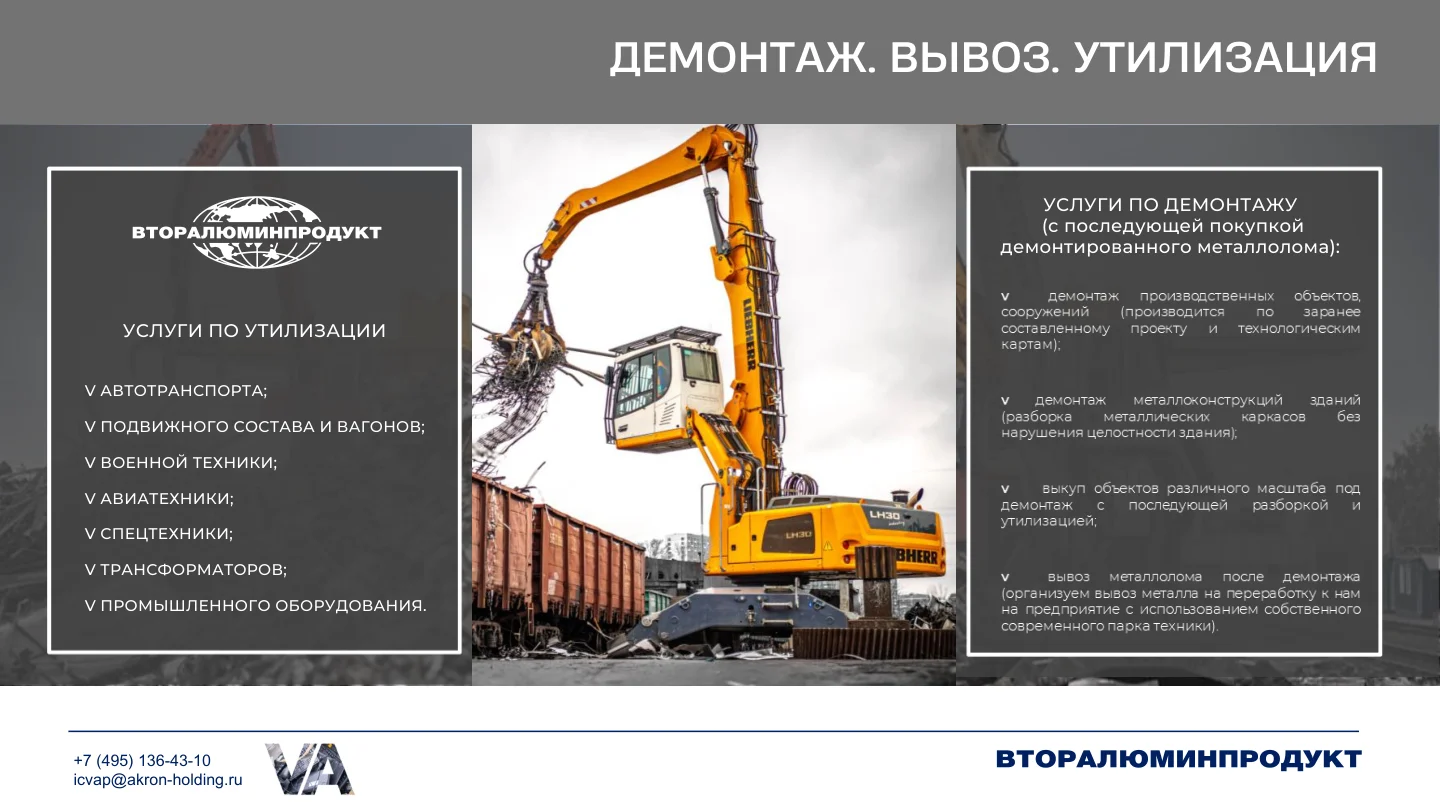 ДЕМОНТАЖ. ВЫВОЗ. УТИЛИЗАЦИЯ
ВТОРАЛЮМИНПРОДУКТ
УСЛУГИ ПО УТИЛИЗАЦИИ
V АВТОТРАНСПОРТА;
V ПОДВИЖНОГО СОСТАВА И ВАГОНОВ;
V ВОЕННОЙ ТЕХНИКИ;
V АВИАТЕХНИКИ;
V СПЕЦТЕХНИКИ;
V ТРАНСФОРМАТОРОВ;
V ПРОМЫШЛЕННОГО ОБОРУДОВАНИЯ.
LIEBHERR
LH30
LH30
BHERR
УСЛУГИ ПО ДЕМОНТАЖУ
(с последующей покупкой
демонтированного металлолома):
v демонтаж производственных объектов,
сооружений (производится по заранее
составленному проекту и технологическим
картам);
v демонтаж металлоконструкций зданий
(разборка металлических каркасов без
нарушения целостности здания);
v выкуп объектов различного масштаба под
демонтаж с последующей разборкой и
утилизацией;
v вывоз металлолома после демонтажа
(организуем вывоз металла на переработку к нам
на предприятие с использованием собственного
современного парка техники).
+7 (495) 136-43-10
icvap@akron-holding.ru
VA
ВТОРАЛЮМИНПРОДУКТ